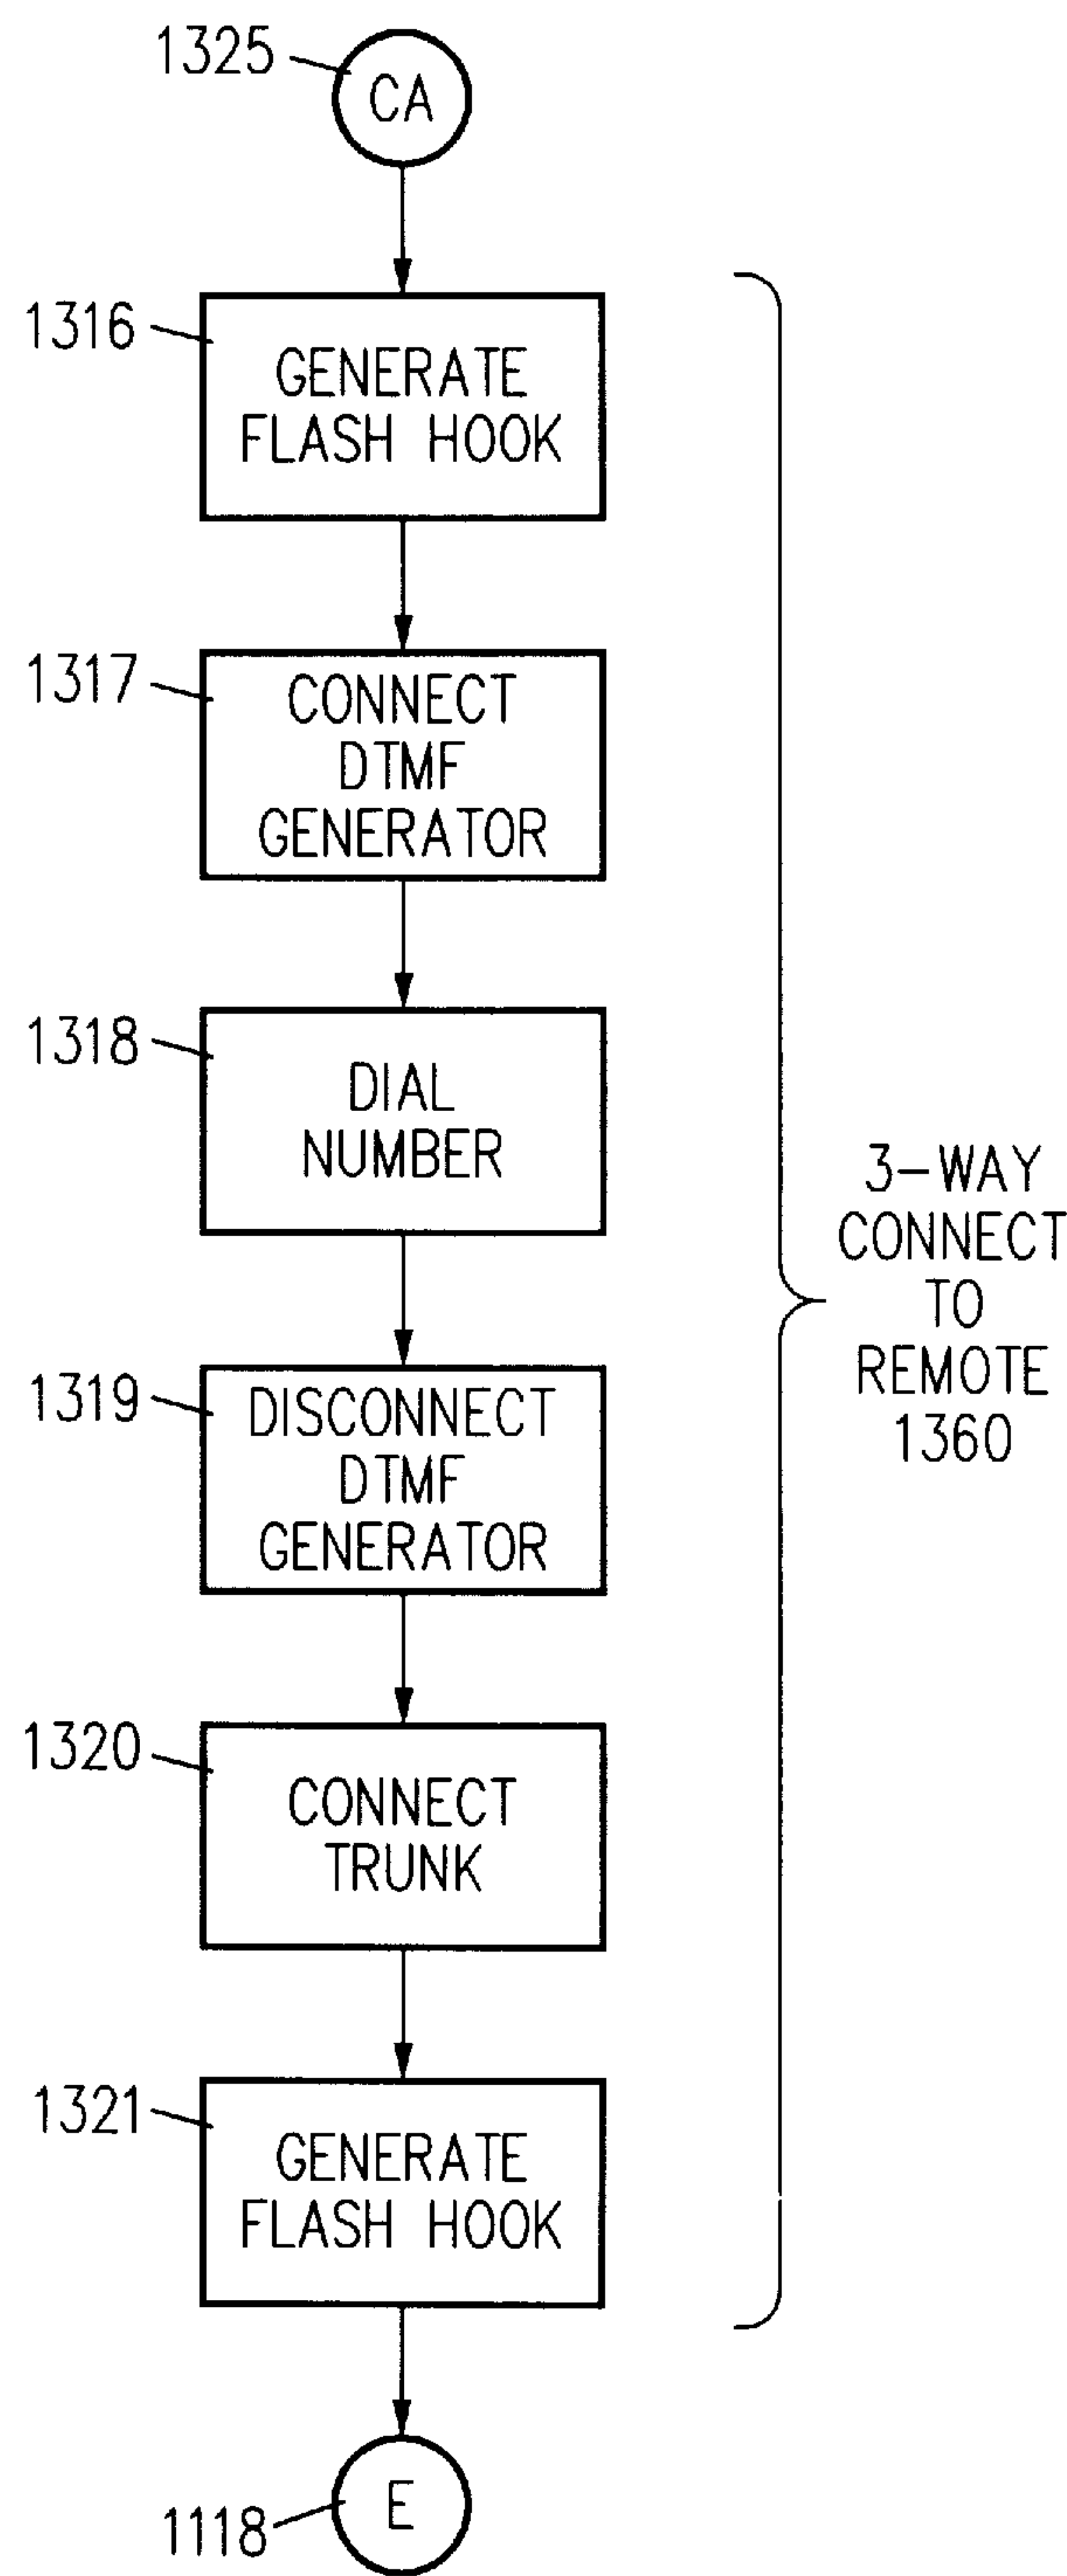 1325
CA
1316
GENERATE
FLASH HOOK
1317
CONNECT
DTMF
GENERATOR
1318
DIAL
NUMBER
3-WAY
CONNECT
TO
REMOTE
1360
1319
DISCONNECT
DTMF
GENERATOR
1320
CONNECT
TRUNK
1321
GENERATE
FLASH HOOK
E
1118